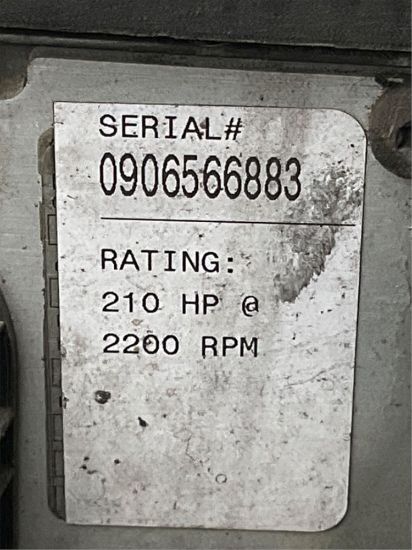 SERIAL#
0906566883
RATING:
210 HP @
2200 RPM